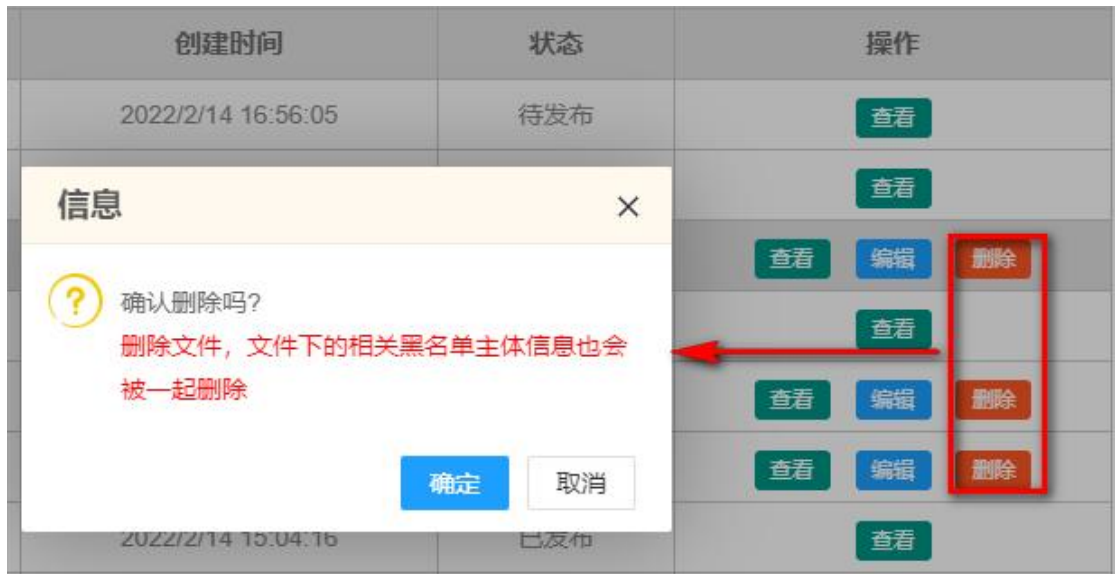 创建时间 状态 操作
2022/2/14 16:56:05 待发布 查看
查看
信息
查看 编辑 删除
确认删除吗?
删除文件，文件下的相关黑名单主体信息也会
被一起删除
查看
查看 编辑 删除
查看 编辑 删除
确定 取消
2022/2/14 15:04:16 已发布 查看